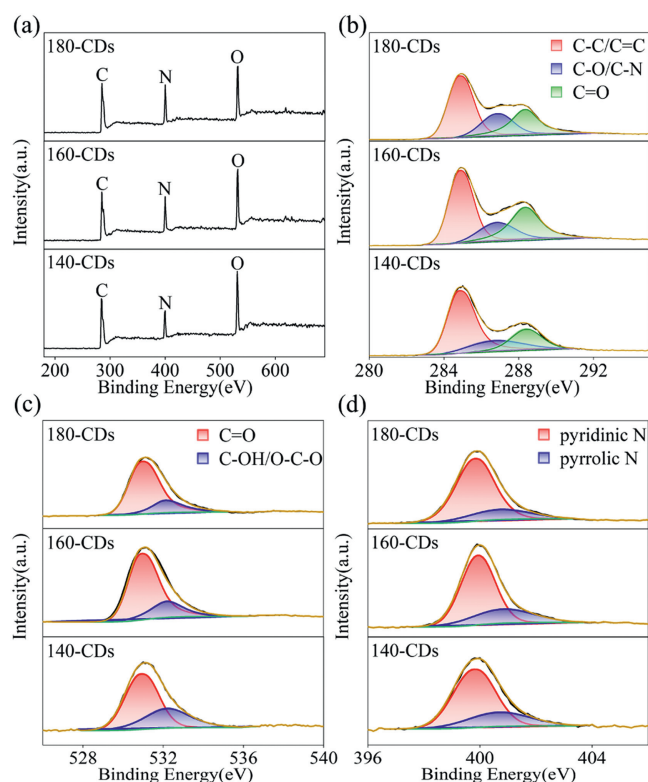 (a)
180-CDs
C
N
O
160-CDs
C
N
O
140-CDs
C
N
O
Intensity(a.u.)
200 300 400 500 600
Binding Energy(eV)
(b)
180-CDs
C-C/C=C
C-O/C-N
C=O
160-CDs
140-CDs
Intensity(a.u.)
280 284 288 292
Binding Energy(eV)
(c)
180-CDs
C=O
C-OH/O-C-O
160-CDs
140-CDs
Intensity(a.u.)
528 532 536 540
Binding Energy(eV)
(d)
180-CDs
pyridinic N
pyrrolic N
160-CDs
140-CDs
Intensity(a.u.)
396 400 404
Binding Energy(eV)